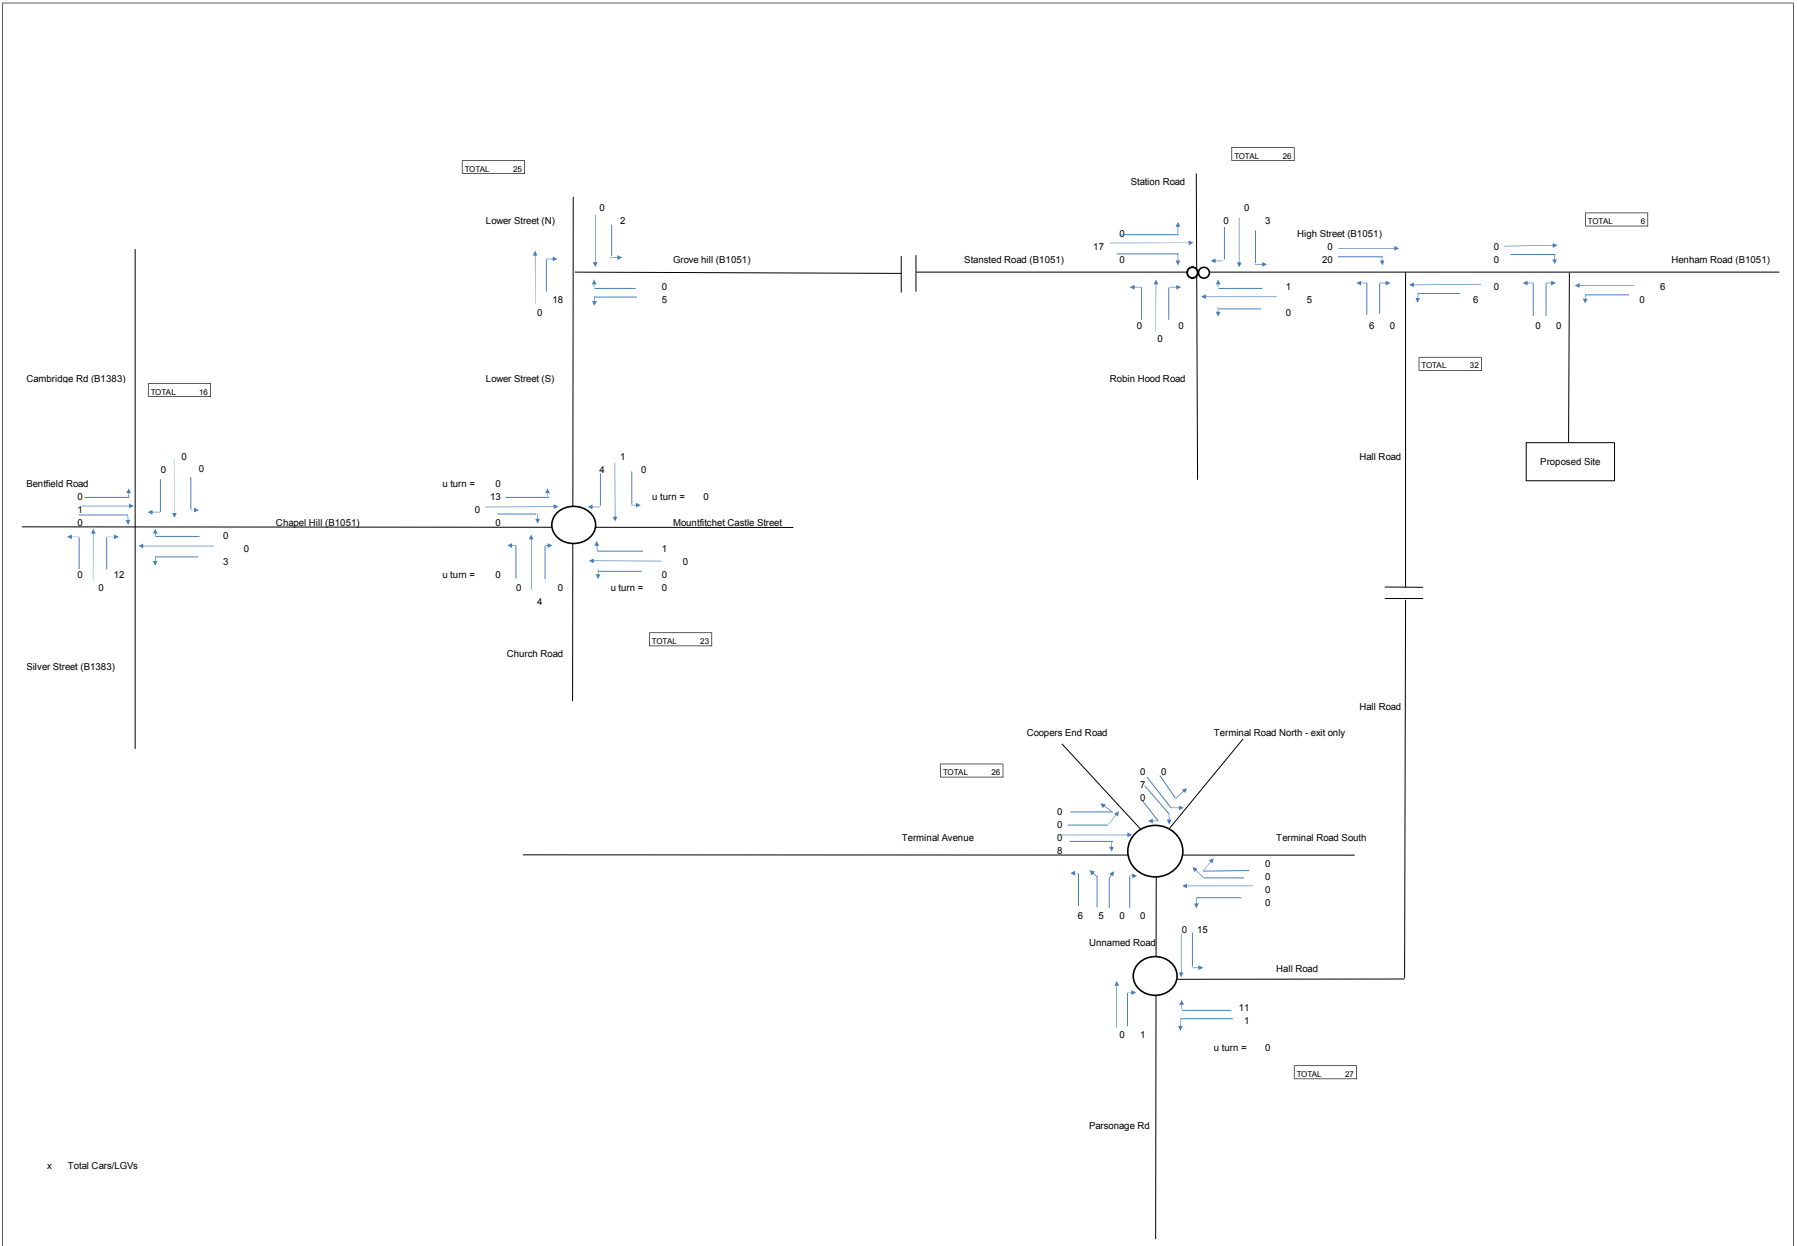 TOTAL 26
TOTAL 25
Station Road
0
0 2
0
0 3
TOTAL 6
Lower Street (N)
0
17
0
High Street (B1051)
0
20
0
0
Grove hill (B1051)
Stansted Road (B1051)
Henham Road (B1051)
18
0
0
5
1
5
0
0 0
0
6 0
0
6
0 0
6
0
TOTAL 32
Cambridge Rd (B1383)
TOTAL 16
Lower Street (S)
Robin Hood Road
Hall Road
Proposed Site
0
0 0
1
4 0
Bentfield Road
0
1
0
u turn = 0
13
0
0
u turn = 0
Chapel Hill (B1051)
Mountfitchet Castle Street
0
0
3
0 12
0
1
0
0
u turn = 0
u turn = 0
0 0
4
TOTAL 23
Church Road
Silver Street (B1383)
Hall Road
Coopers End Road
Terminal Road North - exit only
TOTAL 26
0 0
7
0
0
0
0
8
Terminal Avenue
Terminal Road South
0
0
0
0
6 5 0 0
0 15
Unnamed Road
Hall Road
11
1
0 1
u turn = 0
TOTAL 27
Parsonage Rd
x Total Cars/LGVs